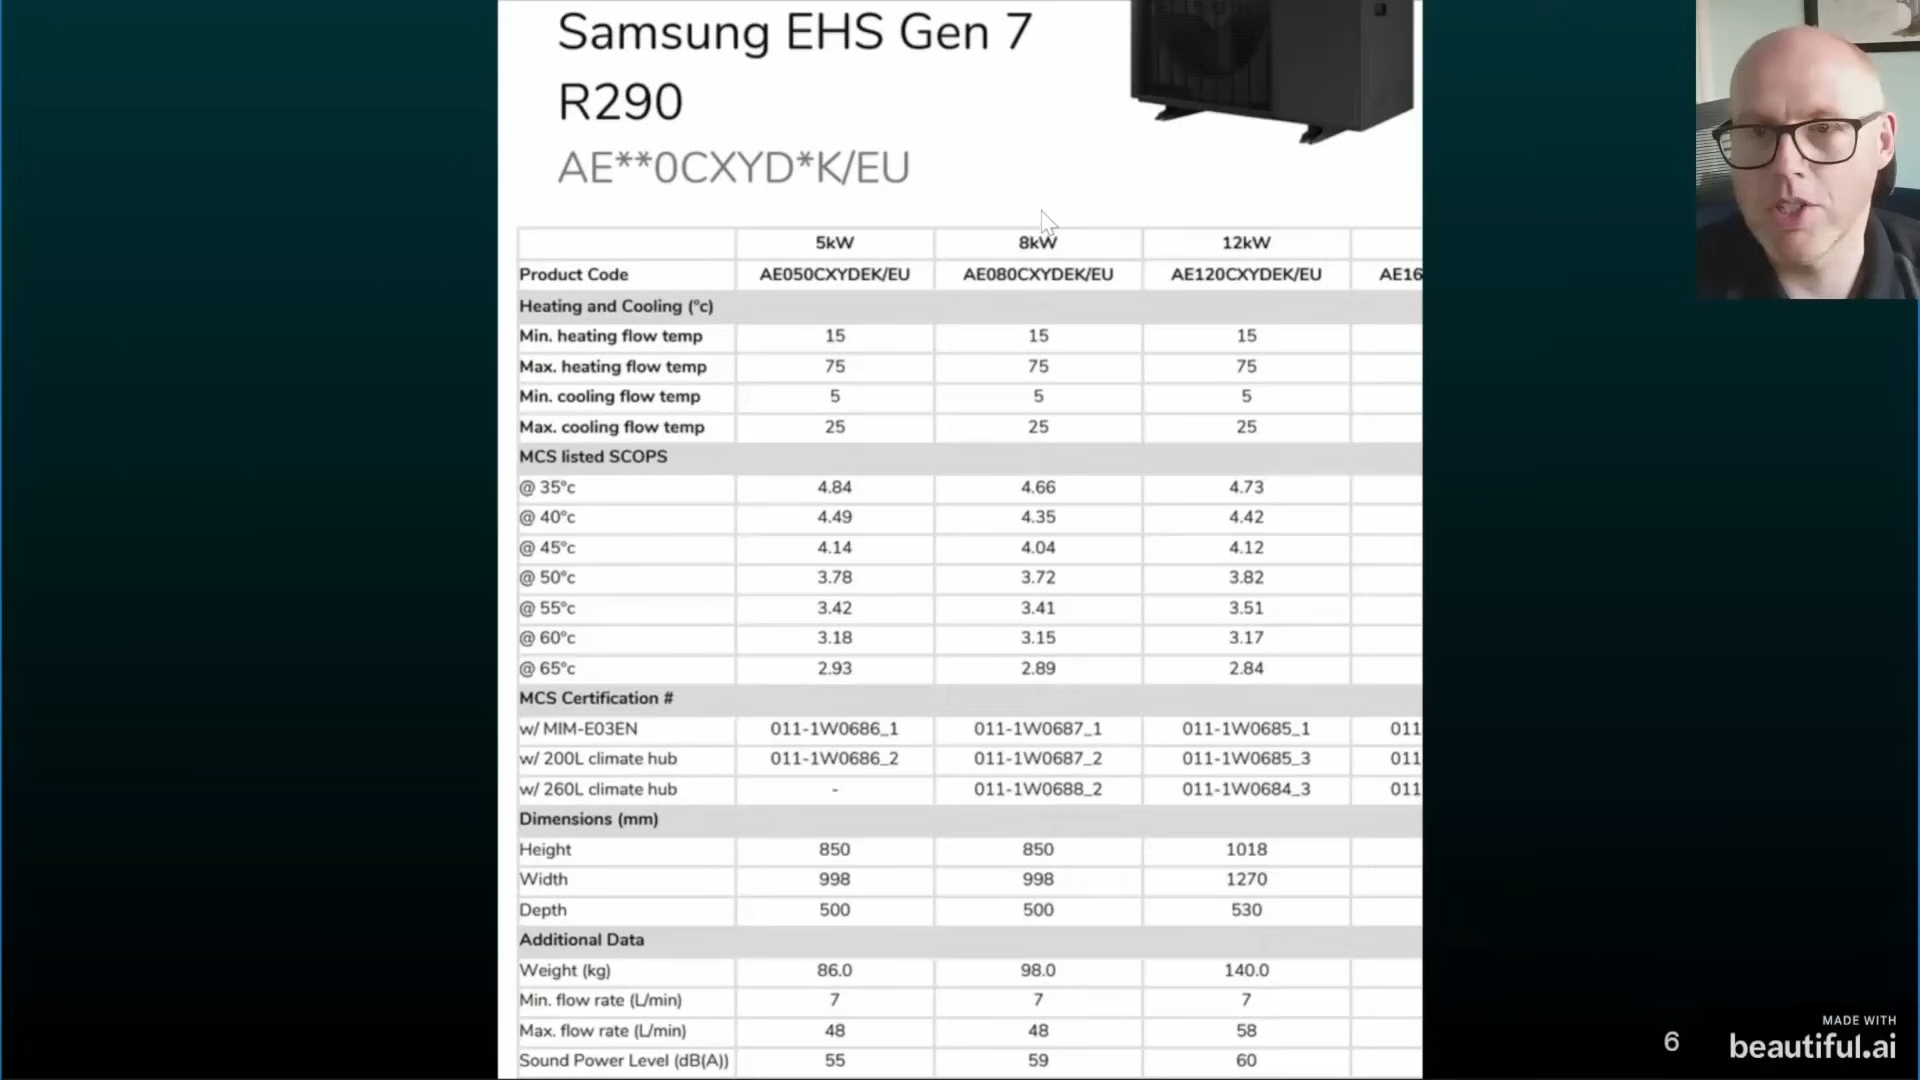 Samsung EHS Gen 7
R290
AE**0CXYD*K/EU
5kW 8kW 12kW
Product Code AE050CXYDEK/EU AE080CXYDEK/EU AE120CXYDEK/EU AE16
Heating and Cooling (°c)
Min. heating flow temp 15 15 15
Max. heating flow temp 75 75 75
Min. cooling flow temp 5 5 5
Max. cooling flow temp 25 25 25
MCS listed SCOPS
@ 35°c 4.84 4.66 4.73
@ 40°c 4.49 4.35 4.42
@ 45°c 4.14 4.04 4.12
@ 50°c 3.78 3.72 3.82
@ 55°c 3.42 3.41 3.51
@ 60°c 3.18 3.15 3.17
@ 65°c 2.93 2.89 2.84
MCS Certification #
w/ MIM-E03EN 011-1W0686_1 011-1W0687_1 011-1W0685_1 011
w/ 200L climate hub 011-1W0686_2 011-1W0687_2 011-1W0685_3 011
w/ 260L climate hub - 011-1W0688_2 011-1W0684_3 011
Dimensions (mm)
Height 850 850 1018
Width 998 998 1270
Depth 500 500 530
Additional Data
Weight (kg) 86.0 98.0 140.0
Min. flow rate (L/min) 7 7 7
Max. flow rate (L/min) 48 48 58
Sound Power Level (dB(A)) 55 59 60
6
MADE WITH
beautiful.ai